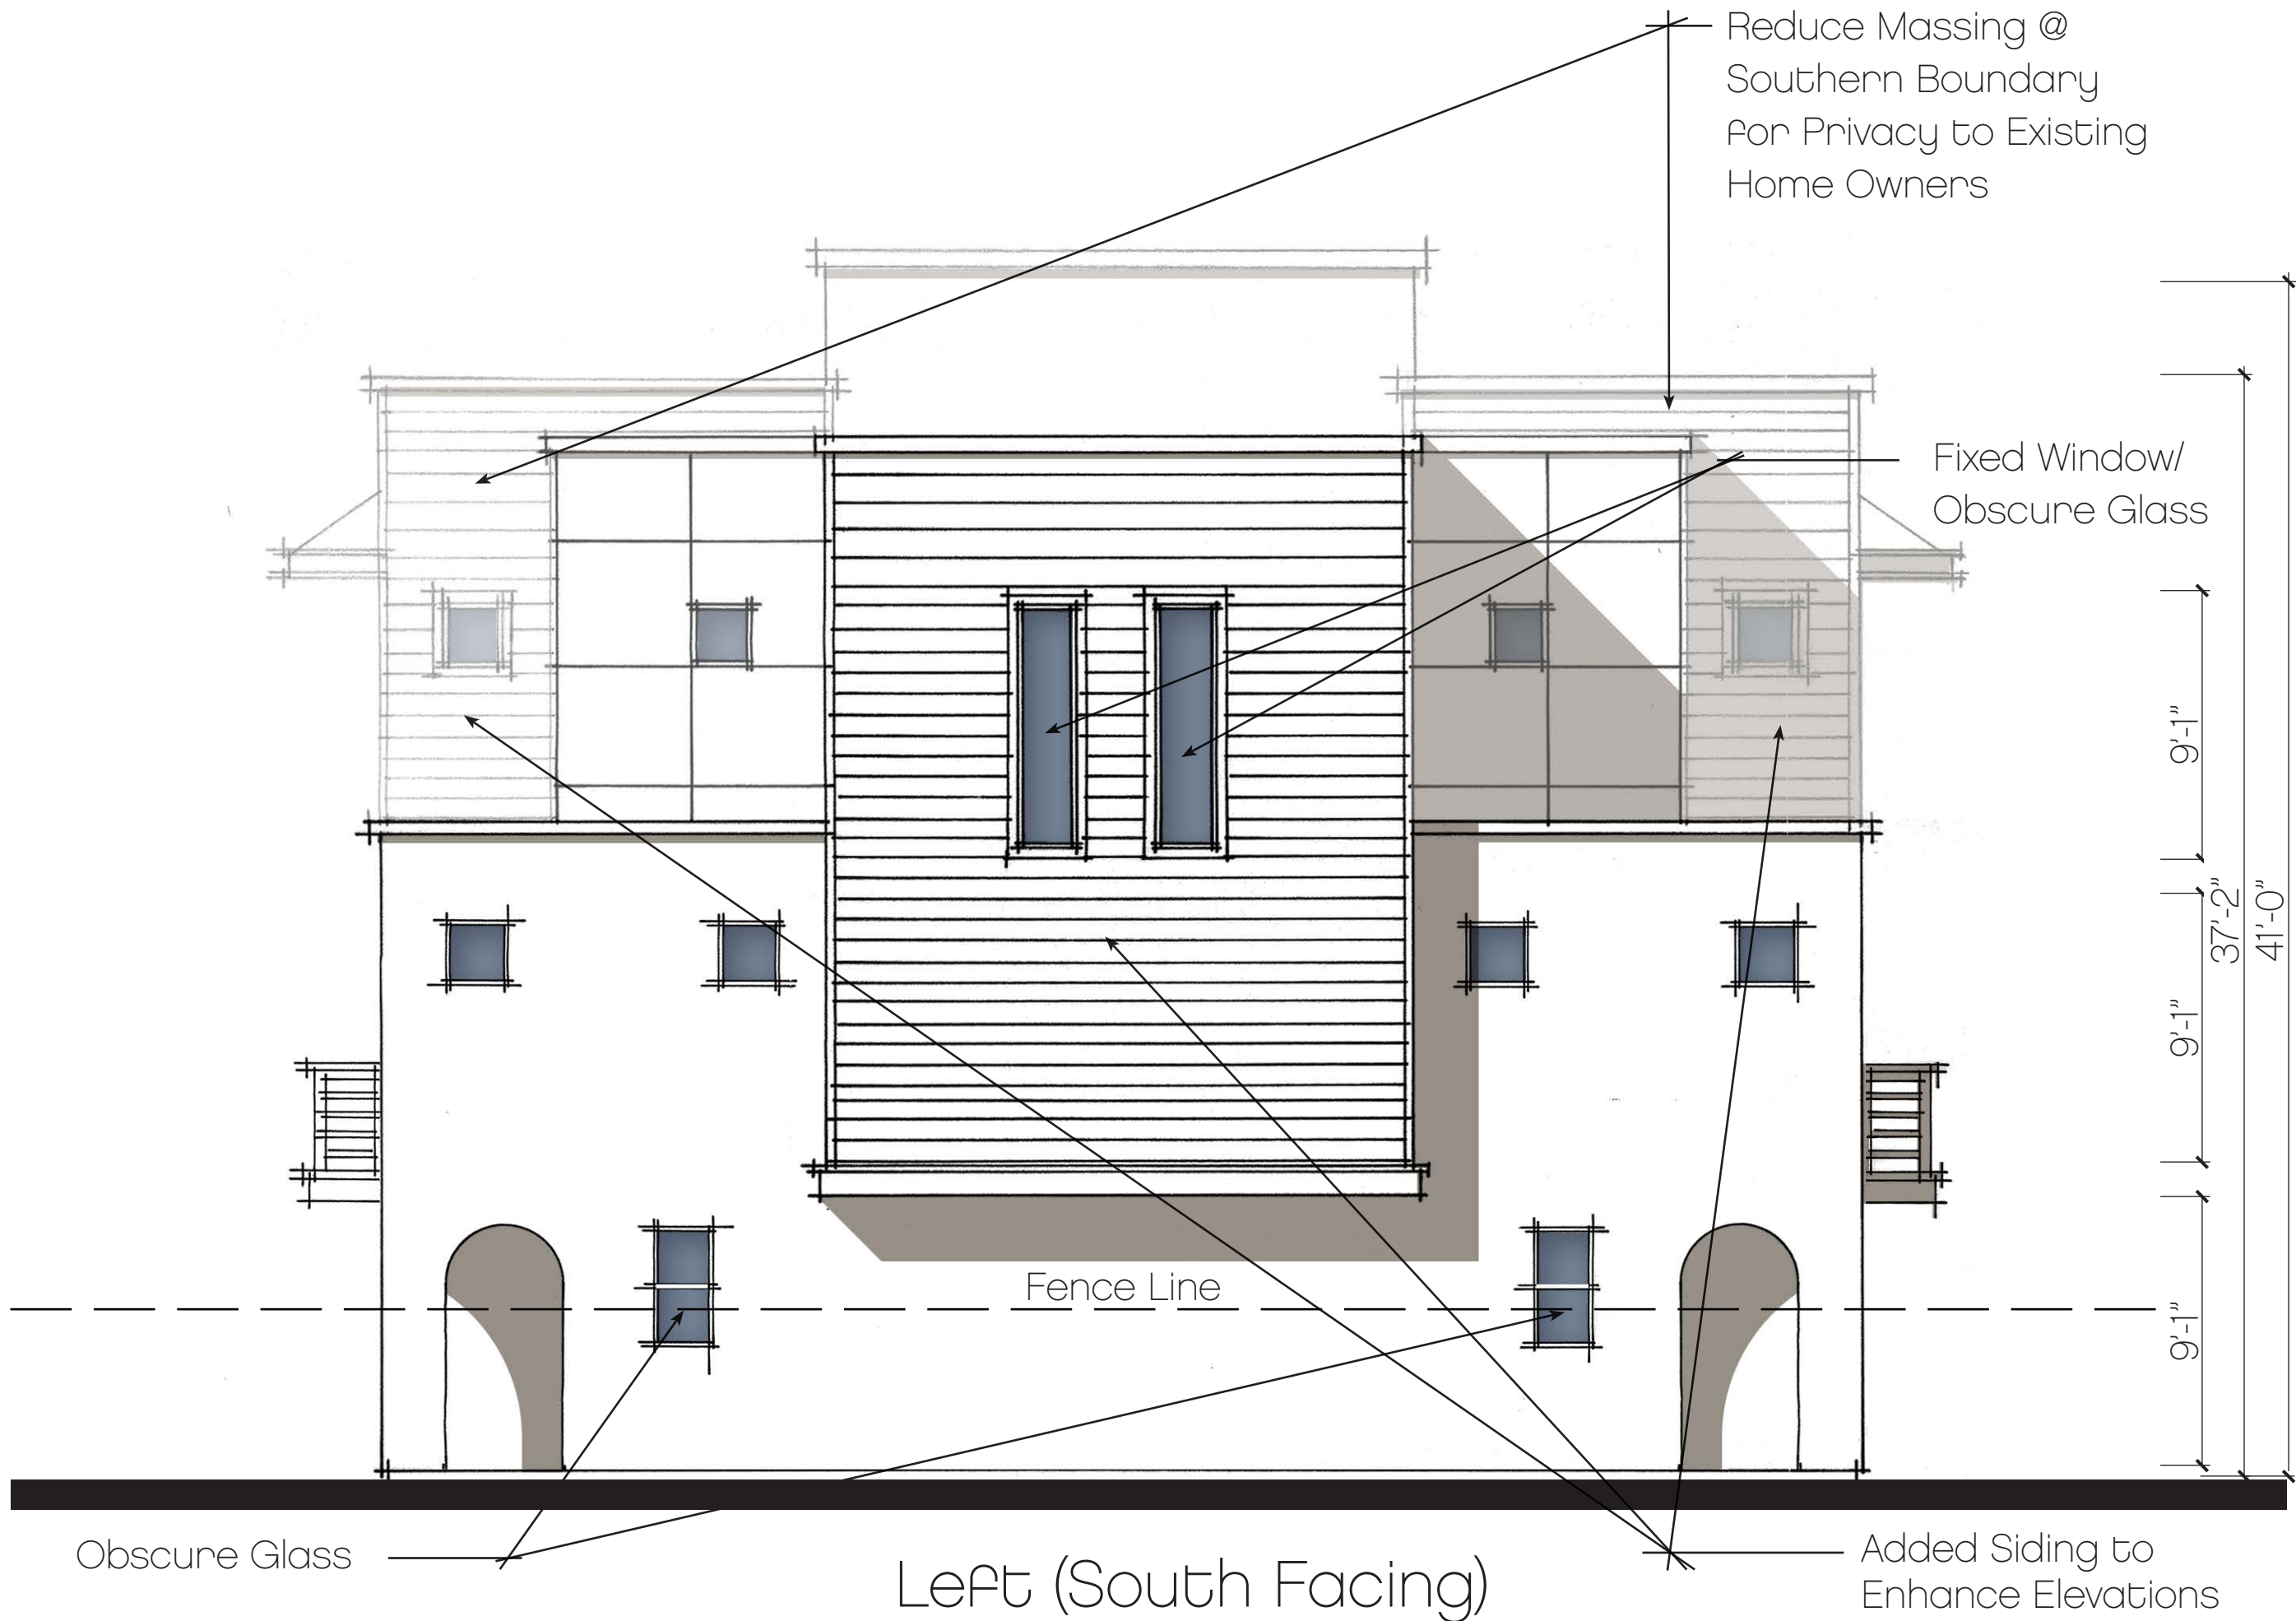 Reduce Massing @
Southern Boundary
for Privacy to Existing
Home Owners
Fixed Window/
Obscure Glass
9'-1"
37'-2"
41'-0"
9'-1"
Fence Line
9'-1"
Obscure Glass
Left (South Facing)
Added Siding to
Enhance Elevations